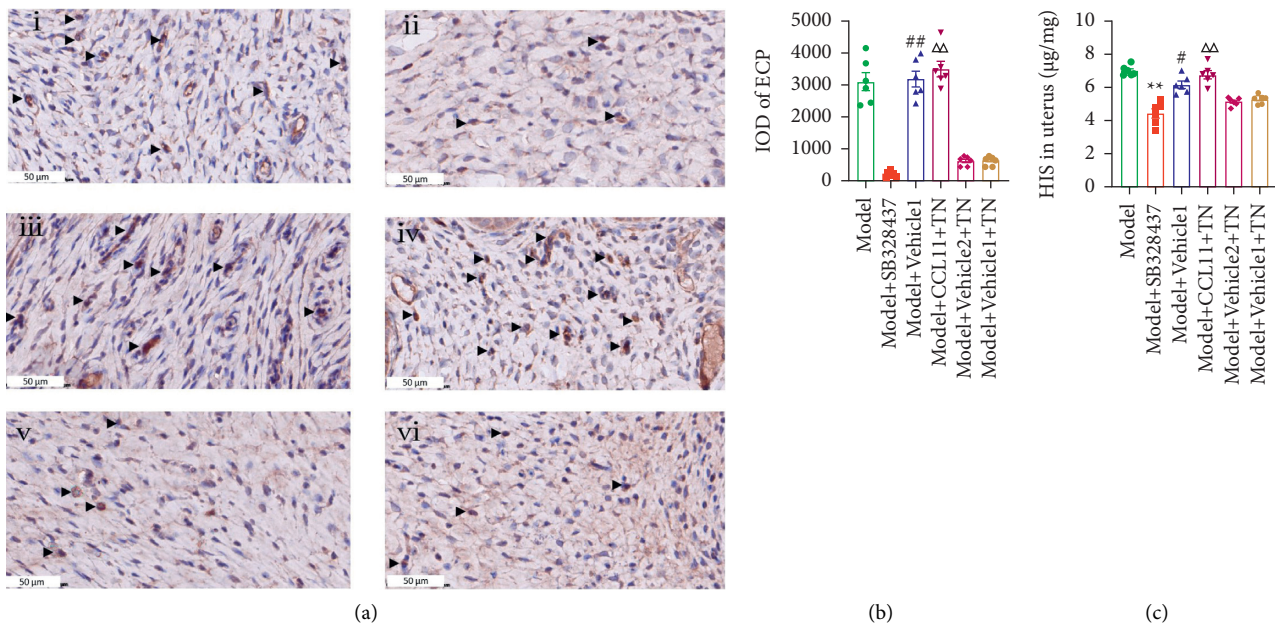 i
50 μm
ii
50 μm
iii
50 μm
iv
50 μm
v
50 μm
vi
50 μm
(a)
IOD of ECP
6000
5000
4000
3000
2000
1000
0
##
△△
Model
Model+SB328437
Model+Vehicle1
Model+CCL11+TN
Model+Vehicle2+TN
Model+Vehicle1+TN
(b)
HIS in uterus (μg/mg)
10
8
6
4
2
0
**
#
△△
Model
Model+SB328437
Model+Vehicle1
Model+CCL11+TN
Model+Vehicle2+TN
Model+Vehicle1+TN
(c)